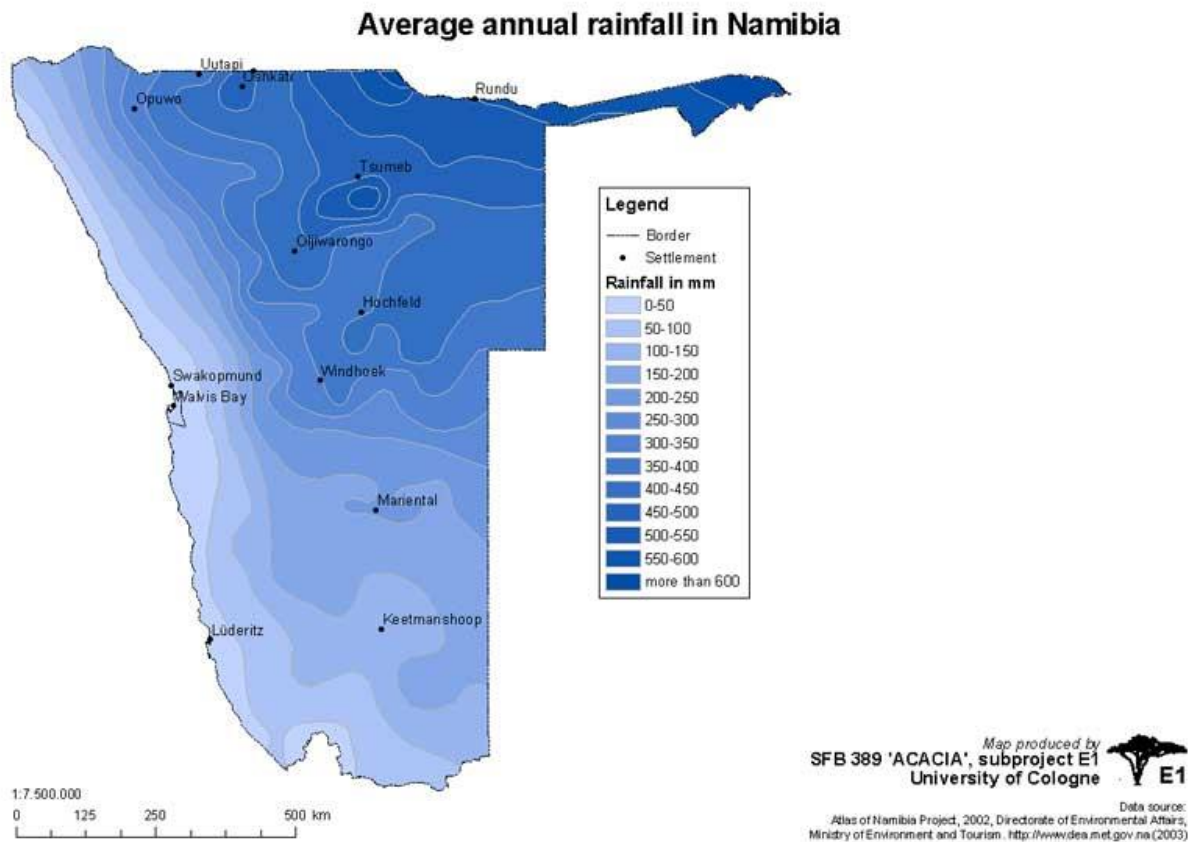 Average annual rainfall in Namibia
Uutapi
Opuwo
Rundu
Tsumeb
Otjiwarongo
Hochfeld
Swakopmund
Windhoek
Walvis Bay
Mariental
Keetmanshoop
Lüderitz
Legend
Border
Settlement
Rainfall in mm
0-50
50-100
100-150
150-200
200-250
250-300
300-350
350-400
400-450
450-500
500-550
550-600
more than 600
1:7.500.000
0 125 250 500 km
Map produced by
SFB 389 'ACACIA', subproject E1
University of Cologne
E1
Data source:
Atlas of Namibia Project, 2002, Directorate of Environmental Affairs,
Ministry of Environment and Tourism. http://www.dea.met.gov.na (2003)